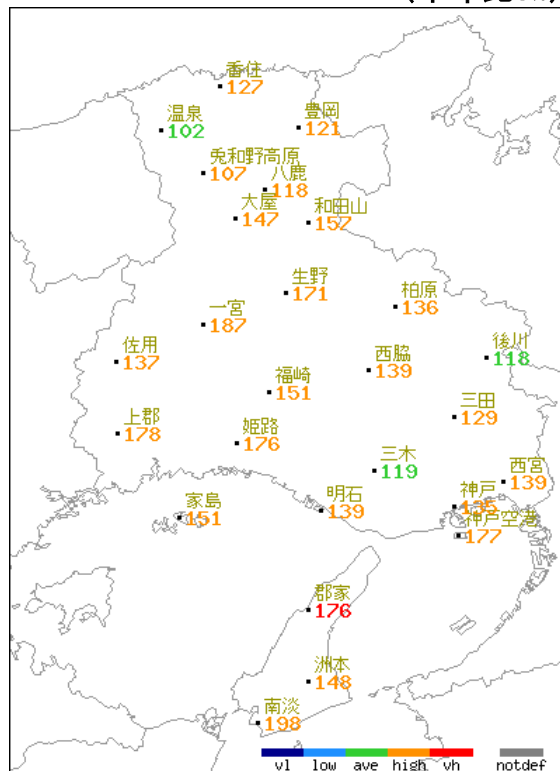 香住
127
温泉
102
豊岡
121
兎和野高原
107
八鹿
118
大屋
147
和田山
157
生野
171
柏原
136
一宮
187
佐用
137
西脇
139
後川
118
福崎
151
三田
129
上郡
178
姫路
176
三木
119
西宮
139
家島
151
明石
139
神戸
135
神戸空港
177
郡家
176
洲本
148
南淡
198
vl low ave high vh notdef